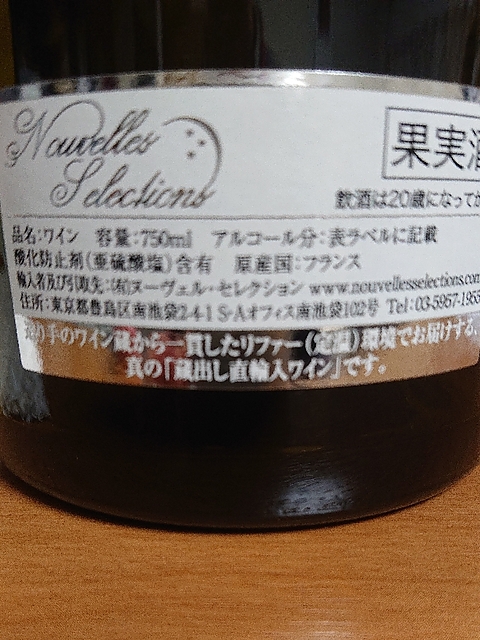 Nouvelles
Selections
果実酒
飲酒は20歳になってか
品名:ワイン 容量:750ml アルコール分:表ラベルに記載
酸化防止剤(亜硫酸塩)含有 原産国:フランス
輸入者及び引取先:(有)ヌーヴェル・セレクション www.nouvellesselections.com
住所:東京都豊島区南池袋2-4-1 S・Aオフィス南池袋102号 Tel:03-5957-1955
り手のワイン蔵から一貫したリファー(定温)環境でお届けする、
真の「蔵出し直輸入ワイン」です。